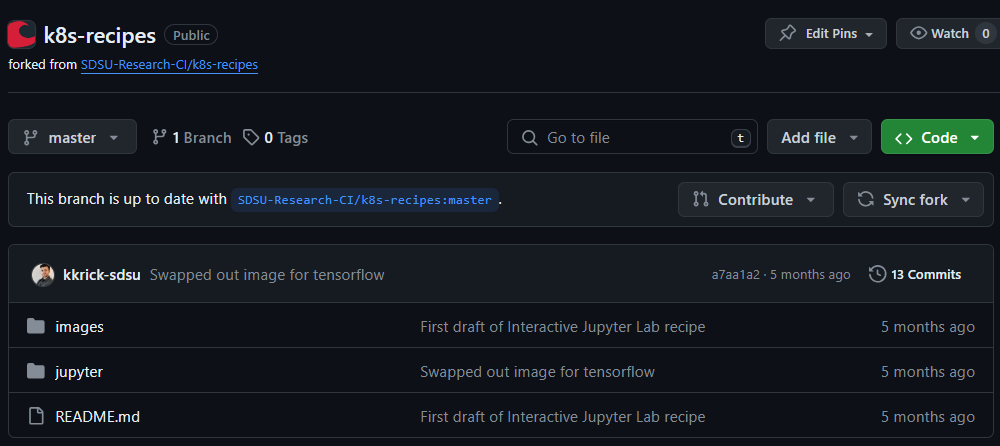 k8s-recipes Public Edit Pins Watch 0
forked from SDSU-Research-CI/k8s-recipes
master 1 Branch 0 Tags Go to file t Add file Code
This branch is up to date with SDSU-Research-CI/k8s-recipes:master . Contribute Sync fork
kkrick-sdsu Swapped out image for tensorflow a7aa1a2 · 5 months ago 13 Commits
images First draft of Interactive Jupyter Lab recipe 5 months ago
jupyter Swapped out image for tensorflow 5 months ago
README.md First draft of Interactive Jupyter Lab recipe 5 months ago